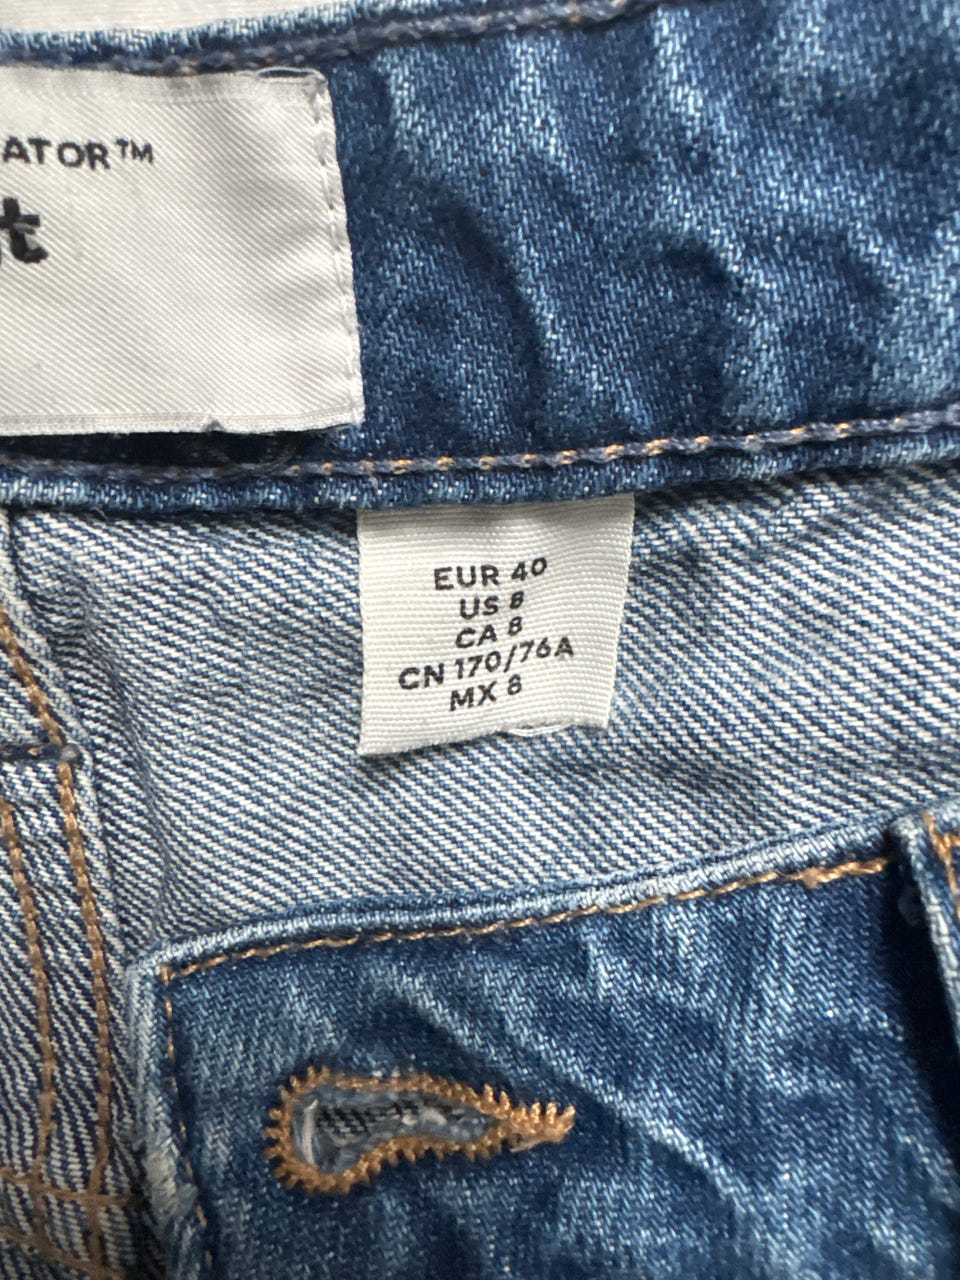 ATOR™
t
EUR 40
US 8
CA 8
CN 170/76A
MX 8